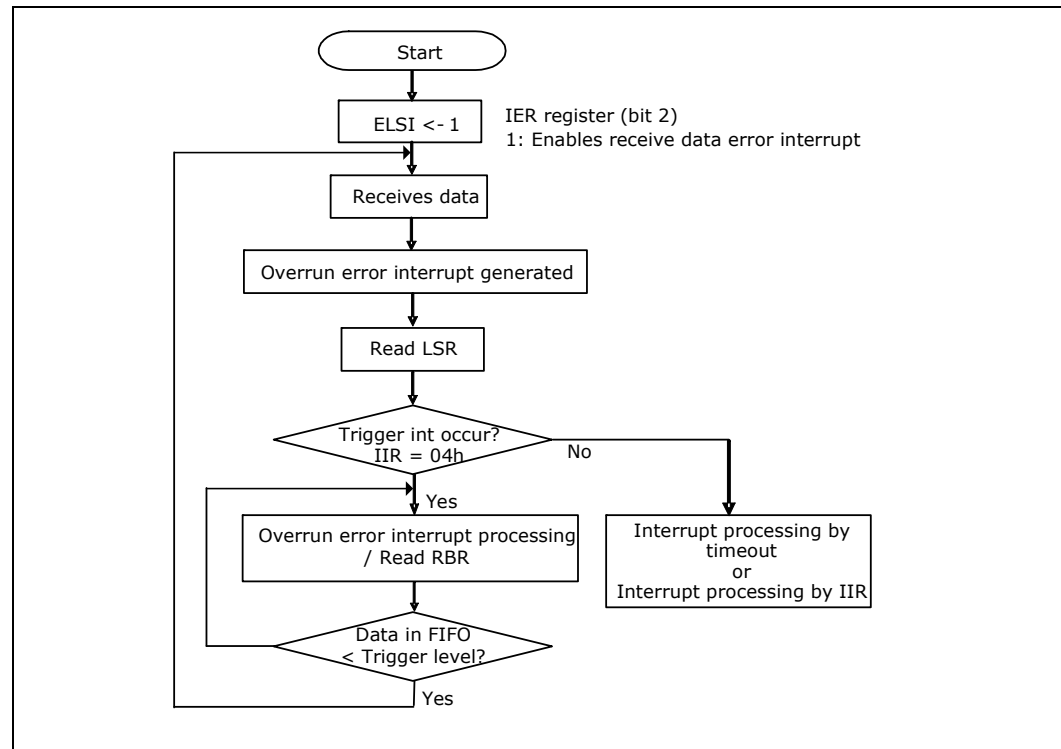 Start
ELSI <- 1
IER register (bit 2)
1: Enables receive data error interrupt
Receives data
Overrun error interrupt generated
Read LSR
Trigger int occur?
IIR = 04h
No
Yes
Overrun error interrupt processing
/ Read RBR
Interrupt processing by
timeout
or
Interrupt processing by IIR
Data in FIFO
< Trigger level?
Yes